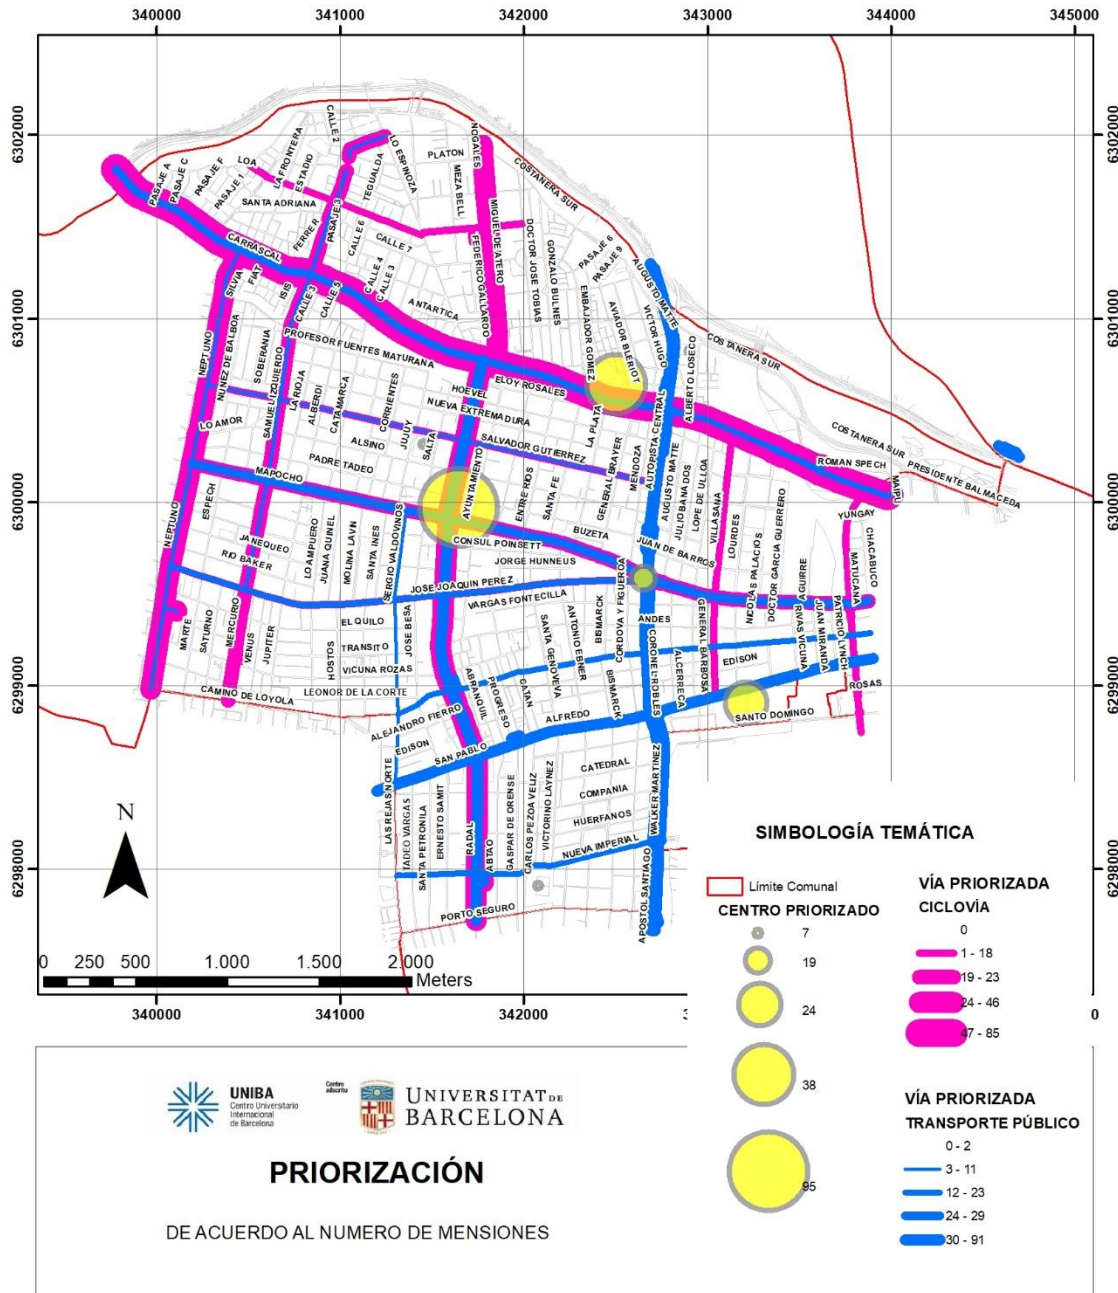 340000 341000 342000 343000 344000 345000
6302000
6301000
6300000
6299000
6298000
6302000
6301000
6300000
6299000
6298000
CALLE 2
LA FRONTERA
ESTADIO
LOA
PASAJE A
PASAJE C
PASAJE F
PASAJE 1
SANTA ADRIANA
FERRER
PASAJE 3
TEGUALDA
LO ESPINOZA
CALLE 6
CALLE 7
PLATON
MEZA BELL
NOGALES
COSTANERA SUR
MIGUEL DE ATERO
FEDERICO GALLARDO
DOCTOR JOSE TOBIAS
GONZALO BULNES
PASAJE 6
PASAJE 9
EMBAJADOR GOMEZ
AVIADOR BLERIOT
VICTOR HUGO
AUGUSTO MATTE
ALBERTO LOSECO
COSTANERA SUR
CARRASCAL
SILVIA
FIAT
ISIS
CALLE 3
CALLE 5
CALLE 4
CALLE 3
ANTARTICA
PROFESOR FUENTES MATURANA
NEPTUNO
NUNEZ DE BALBOA
SOBERANIA
SAMUEL IZQUIERDO
LA RIOJA
ALBERDI
CATAMARCA
CORRIENTES
JUJUY
SALTA
ALSINO
PADRE TADEO
LO AMOR
HOEVEL
ELOY ROSALES
NUEVA EXTREMADURA
SALVADOR GUTIERREZ
LA PLATA
AYUNTAMIENTO
ENTRE RIOS
SANTA FE
GENERAL BRAYER
MENDOZA
AUTOPISTA CENTRAL
AUGUSTO MATTE
JULIO BANADOS
LOPE DE ULLOA
VILLASANA
LOURDES
COSTANERA SUR
ROMAN SPECH
PRESIDENTE BALMACEDA
MAIPU
YUNGAY
CHACABUCO
MATUCANA
MAPOCHO
ESPECH
NEPTUNO
JANEQUEO
RIO BAKER
LO AMPUERO
JUANA QUINEL
MOLINA LAVIN
SANTA INES
SERGIO VALDOVINOS
CONSUL POINSETT
BUZETA
JUAN DE BARROS
JORGE HUNNEUS
JOSE JOAQUIN PEREZ
VARGAS FONTECILLA
NICOLAS PALACIOS
DOCTOR GARCIA GUERRERO
AGUIRRE
RIVAS VICUNA
JUAN MIRANDA
PATRICIO LYNCH
MARTE
SATURNO
MERCURIO
VENUS
JUPITER
EL QUILO
TRANSITO
HOSTOS
VICUNA ROZAS
JOSE BESA
LEONOR DE LA CORTE
CAMINO DE LOYOLA
SANTA GENOVEVA
ANTONIO EBNER
BISMARCK
CORDOVA Y FIGUEROA
ANDES
GENERAL BARBOSA
EDISON
ROSAS
ABRANQUIL
PROGRESO
CAJAN
BISMARCK
CORONEL ROBLES
ALCERRECA
SANTO DOMINGO
ALEJANDRO FIERRO
EDISON
SAN PABLO
ALFREDO
LAS REJAS NORTE
TADEO VARGAS
SANTA PETRONILA
ERNESTO SAMIT
RADAL
ABTAO
GASPAR DE ORENSE
CARLOS PEZOA VELIZ
VICTORINO LAYNEZ
CATEDRAL
COMPANIA
HUERFANOS
NUEVA IMPERIAL
WALKER MARTINEZ
APOSTOL SANTIAGO
PORTO SEGURO
N
0 250 500 1.000 1.500 2.000
Meters
340000 341000 342000 3 0
SIMBOLOGÍA TEMÁTICA
Límite Comunal
CENTRO PRIORIZADO
7
19
24
38
95
VÍA PRIORIZADA
CICLOVÍA
0
1 - 18
19 - 23
24 - 46
47 - 85
VÍA PRIORIZADA
TRANSPORTE PÚBLICO
0 - 2
3 - 11
12 - 23
24 - 29
30 - 91
UNIBA
Centro Universitario
Internacional
de Barcelona
Centro
adscrito
UNIVERSITAT DE
BARCELONA
PRIORIZACIÓN
DE ACUERDO AL NUMERO DE MENSIONES